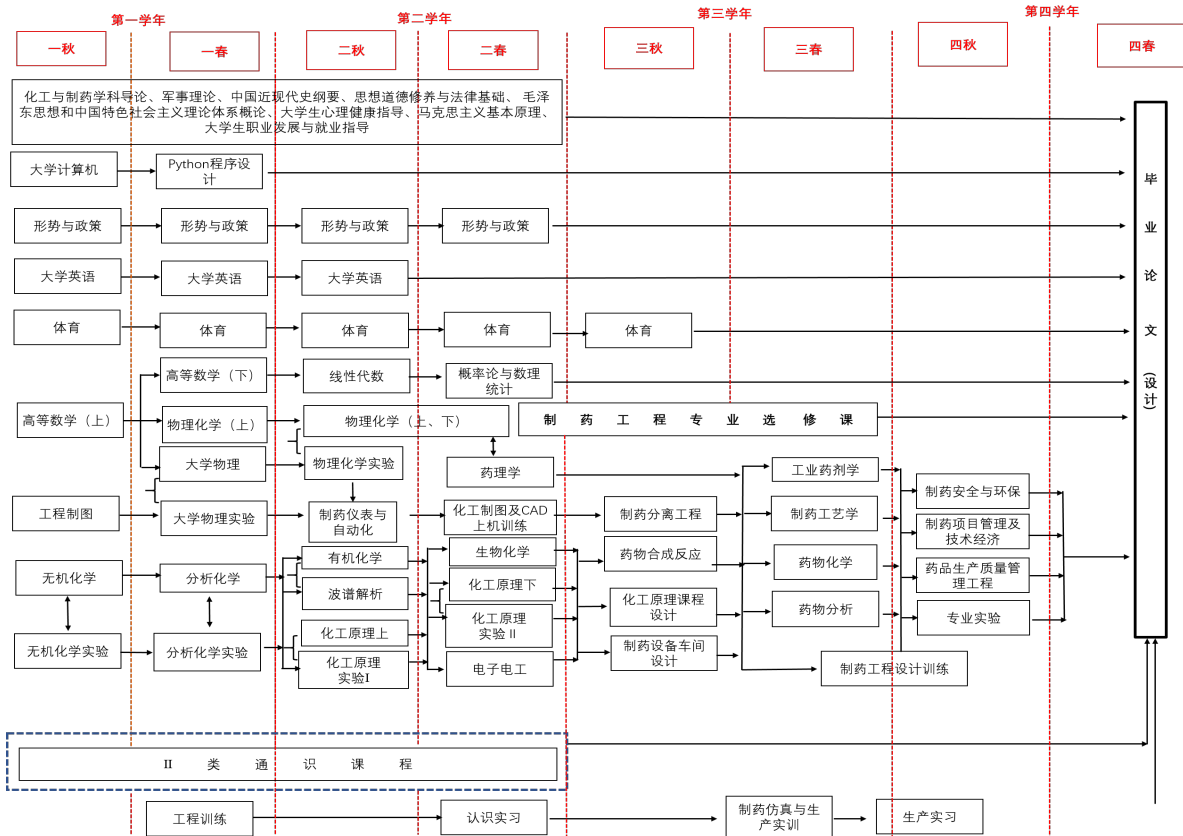 第一学年
第二学年
第三学年
第四学年
一秋
一春
二秋
二春
三秋
三春
四秋
四春
化工与制药学科导论、军事理论、中国近现代史纲要、思想道德修养与法律基础、 毛泽
东思想和中国特色社会主义理论体系概论、大学生心理健康指导、马克思主义基本原理、
大学生职业发展与就业指导
大学计算机
Python程序设
计
形势与政策
形势与政策
形势与政策
形势与政策
大学英语
大学英语
大学英语
体育
体育
体育
体育
体育
高等数学（下）
线性代数
概率论与数理
统计
高等数学（上）
物理化学（上）
物理化学（上、下）
制 药 工 程 专 业 选 修 课
大学物理
物理化学实验
药理学
工业药剂学
制药安全与环保
工程制图
大学物理实验
制药仪表与
自动化
化工制图及CAD
上机训练
制药分离工程
制药工艺学
制药项目管理及
技术经济
有机化学
生物化学
药物合成反应
药物化学
药品生产质量管
理工程
无机化学
分析化学
波谱解析
化工原理下
化工原理课程
设计
药物分析
专业实验
化工原理上
化工原理
实验Ⅱ
无机化学实验
分析化学实验
化工原理
实验I
电子电工
制药设备车间
设计
制药工程设计训练
毕
业
论
文
(设计)
II 类 通 识 课 程
工程训练
认识实习
制药仿真与生
产实训
生产实习